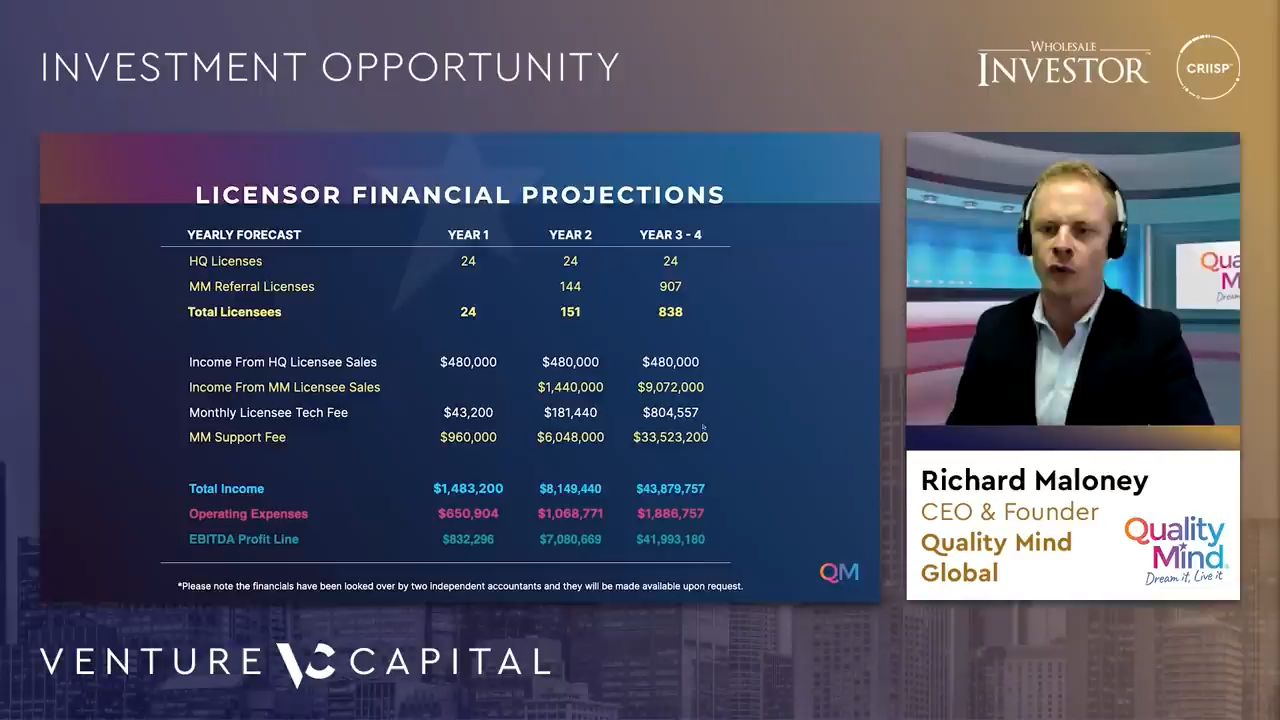 INVESTMENT OPPORTUNITY
WHOLESALE
INVESTOR
CRIISP™
LICENSOR FINANCIAL PROJECTIONS
YEARLY FORECAST YEAR 1 YEAR 2 YEAR 3 - 4
HQ Licenses 24 24 24
MM Referral Licenses 144 907
Total Licensees 24 151 838
Income From HQ Licensee Sales $480,000 $480,000 $480,000
Income From MM Licensee Sales $1,440,000 $9,072,000
Monthly Licensee Tech Fee $43,200 $181,440 $804,557
MM Support Fee $960,000 $6,048,000 $33,523,200
Total Income $1,483,200 $8,149,440 $43,879,757
Operating Expenses $650,904 $1,068,771 $1,886,757
EBITDA Profit Line $832,296 $7,080,669 $41,993,180
*Please note the financials have been looked over by two independent accountants and they will be made available upon request.
QM
Qua
M
Dream
Richard Maloney
CEO & Founder
Quality Mind
Global
Quality
Mind
Dream it, Live it
VENTURE VC CAPITAL